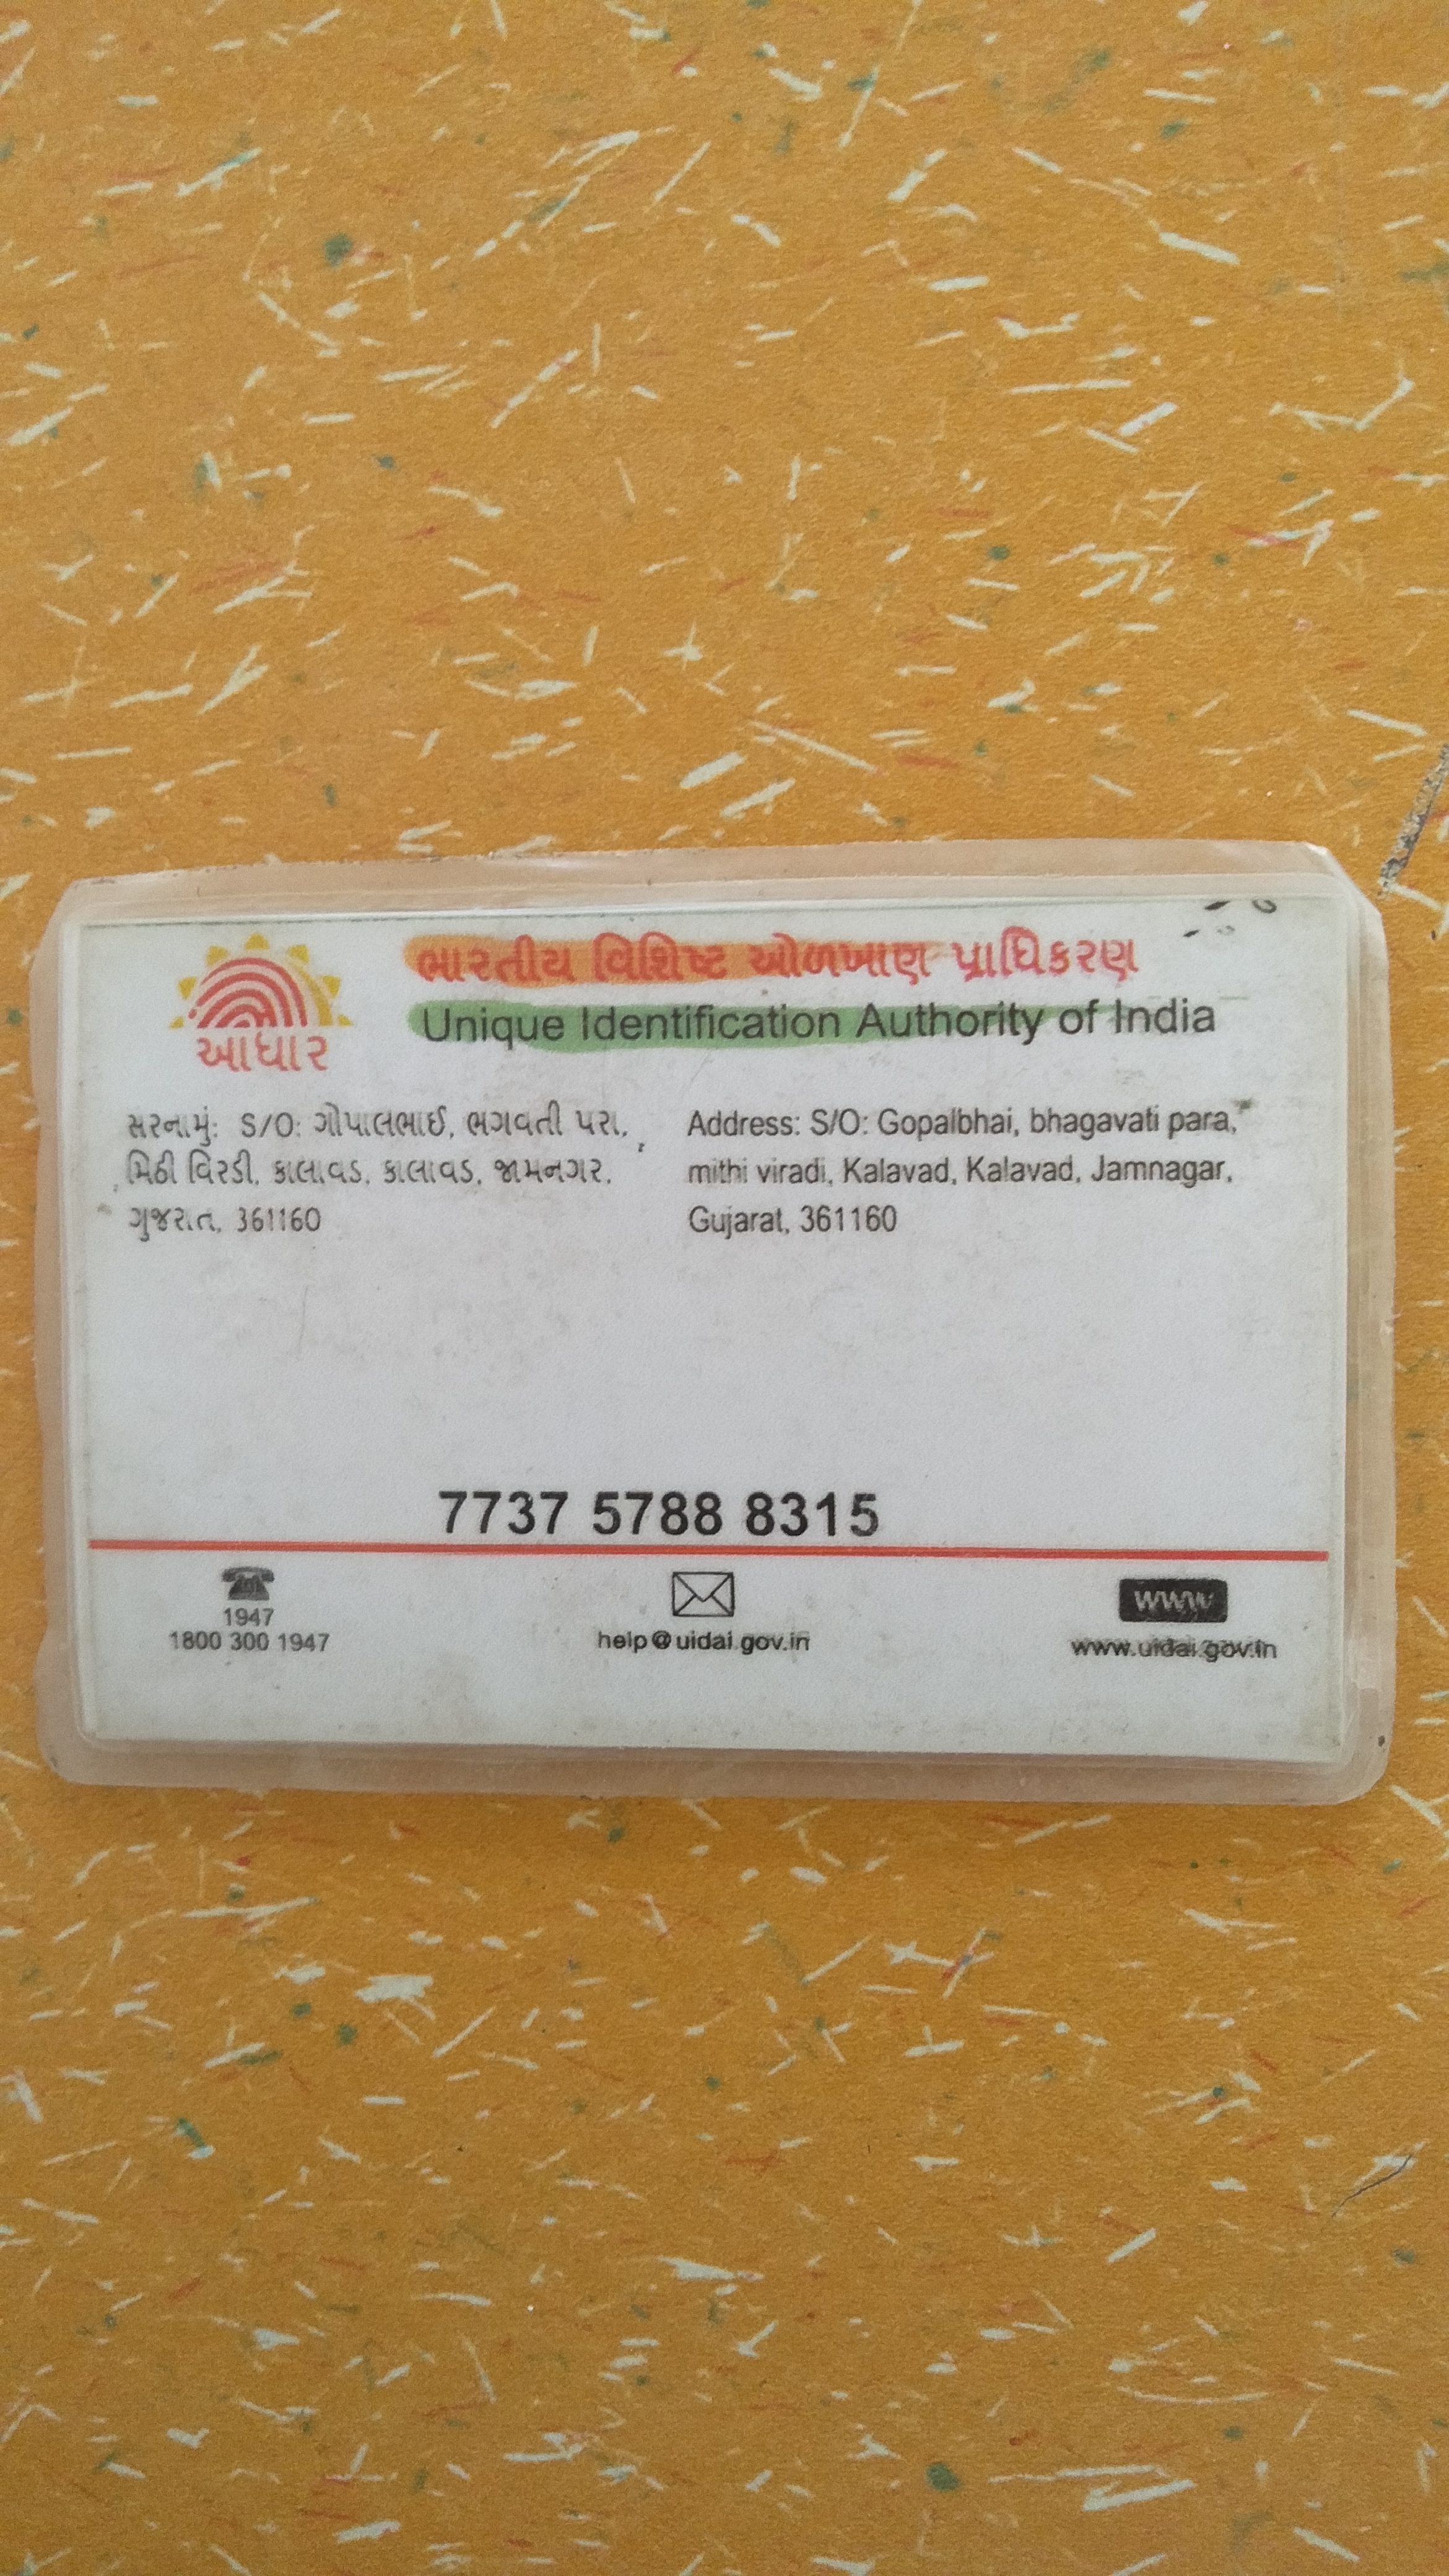 ભારતીય વિશિષ્ટ ઓળખાણ પ્રાધિકરણ
Unique Identification Authority of India
આધાર
સરનામું: S/O: ગોપાલભાઈ, ભગવતી પરા,
મિઠી વિરડી, કાલાવડ, કાલાવડ, જામનગર,
ગુજરાત, 361160
Address: S/O: Gopalbhai, bhagavati para,
mithi viradi, Kalavad, Kalavad, Jamnagar,
Gujarat, 361160
7737 5788 8315
1947
1800 300 1947
help@uidai.gov.in
www
www.uidai.gov.in